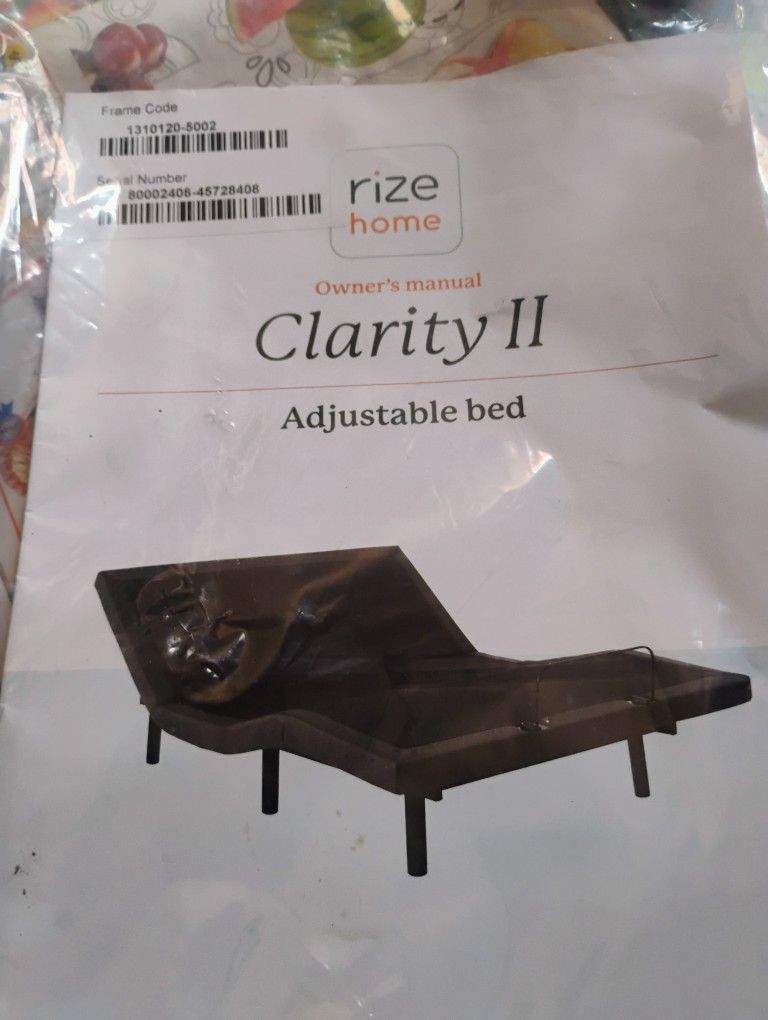 Frame Code
1310120-5002
Serial Number
80002408-45728408
rize
home
Owner's manual
Clarity II
Adjustable bed